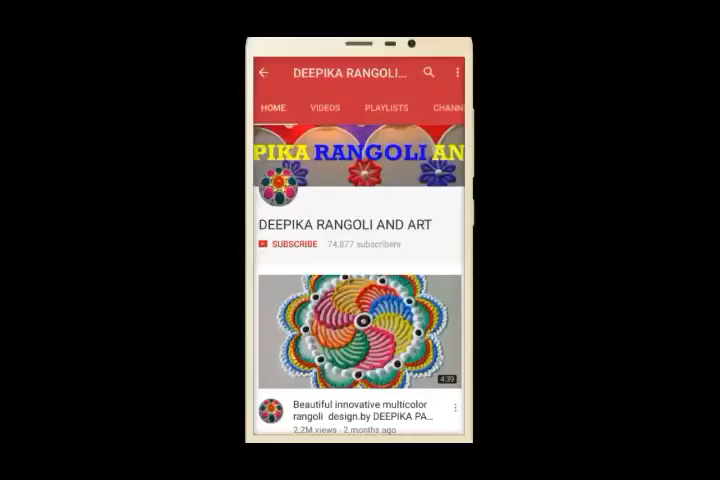 DEEPIKA RANGOLI...
HOME VIDEOS PLAYLISTS CHANN
PIKA RANGOLI AN
DEEPIKA RANGOLI AND ART
SUBSCRIBE 74,877 subscribers
4:39
Beautiful innovative multicolor
rangoli design.by DEEPIKA PA...
2.2M views · 2 months ago